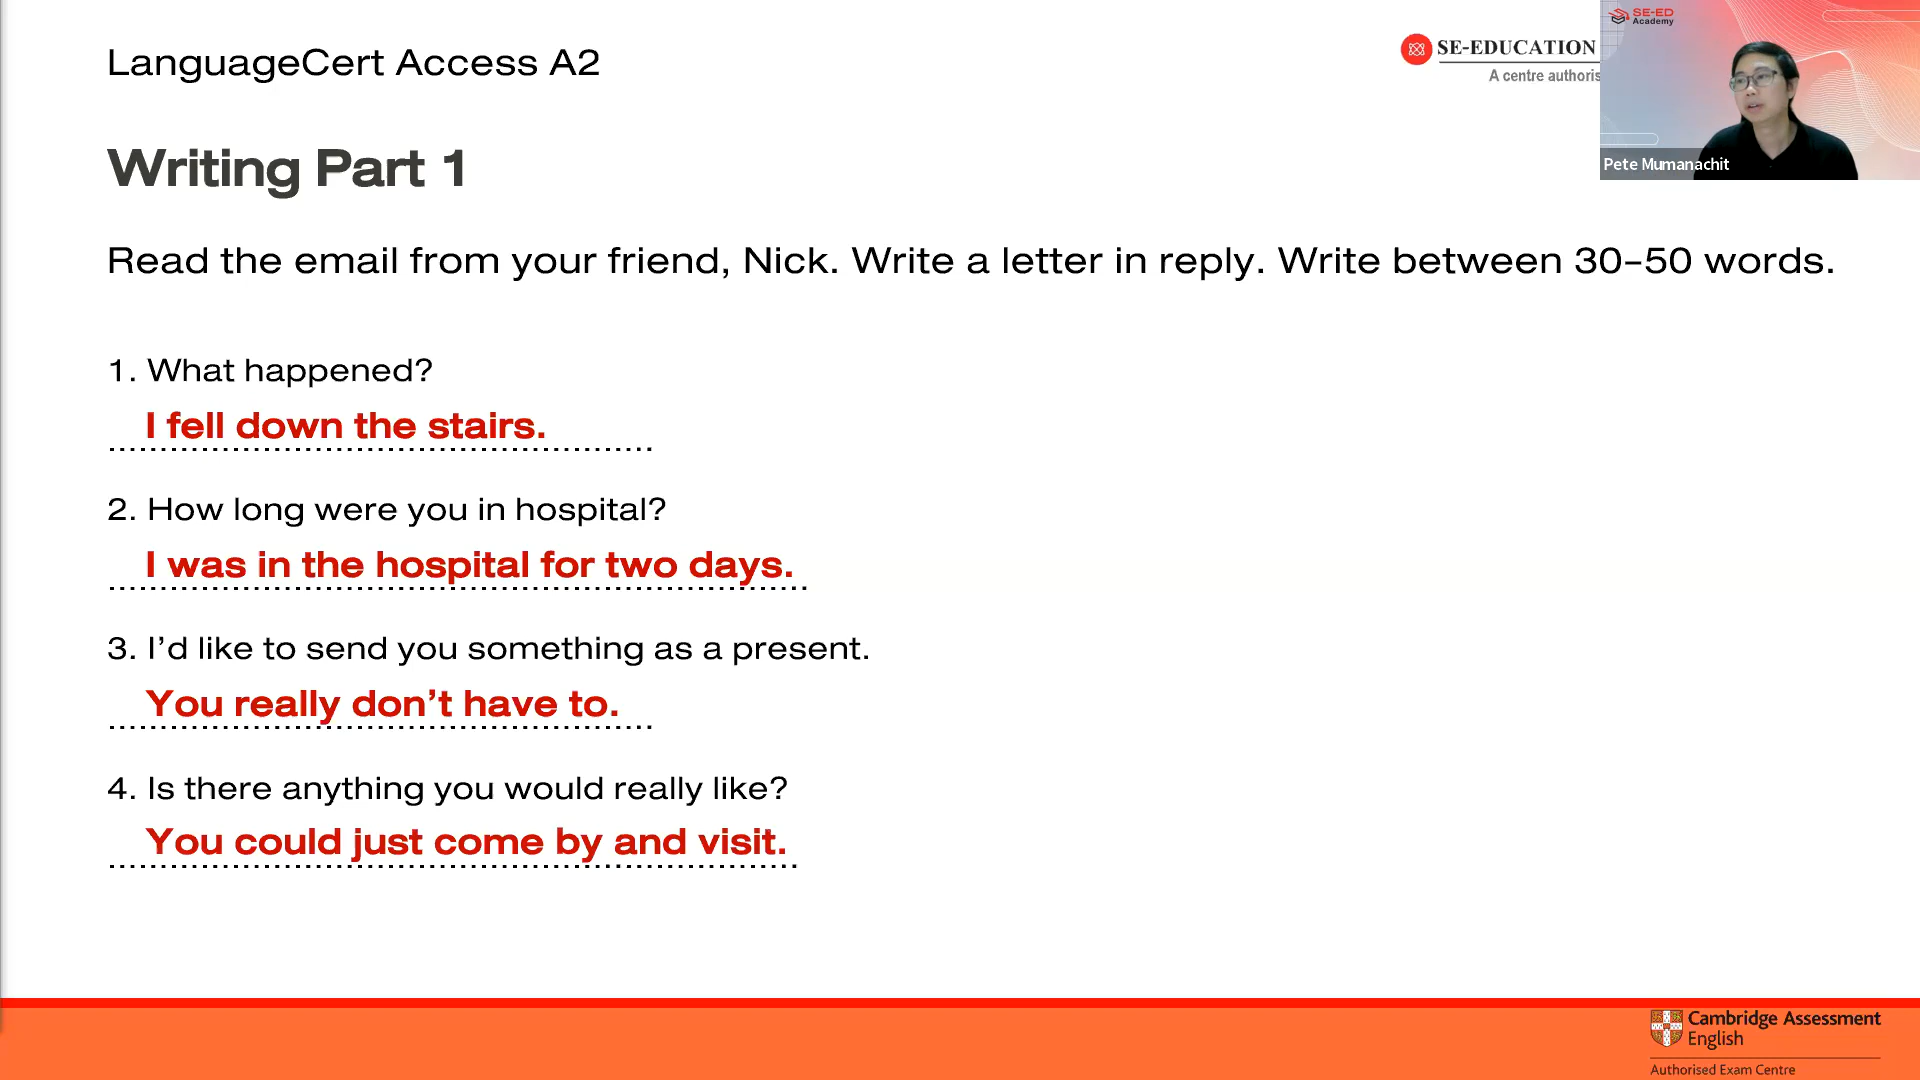 LanguageCert Access A2
SE-EDUCATION
A centre authoris
SE-ED
Academy
Pete Mumanachit
Writing Part 1
Read the email from your friend, Nick. Write a letter in reply. Write between 30–50 words.
1. What happened?
I fell down the stairs.
2. How long were you in hospital?
I was in the hospital for two days.
3. I’d like to send you something as a present.
You really don’t have to.
4. Is there anything you would really like?
You could just come by and visit.
Cambridge Assessment
English
Authorised Exam Centre